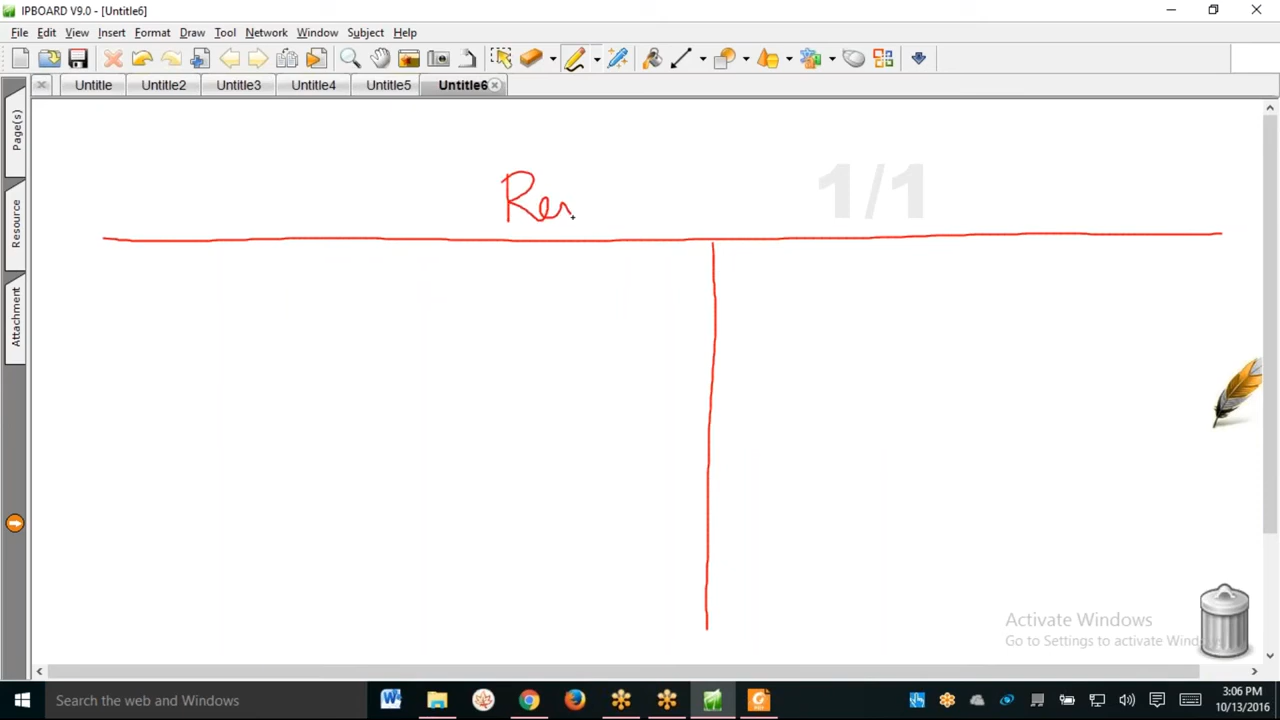 IPBOARD V9.0 - [Untitle6]
File Edit View Insert Format Draw Tool Network Window Subject Help
Untitle Untitle2 Untitle3 Untitle4 Untitle5 Untitle6
Page(s)
Resource
Attachment
1/1
Rer
Activate Windows
Go to Settings to activate Windows
Search the web and Windows
3:06 PM
10/13/2016